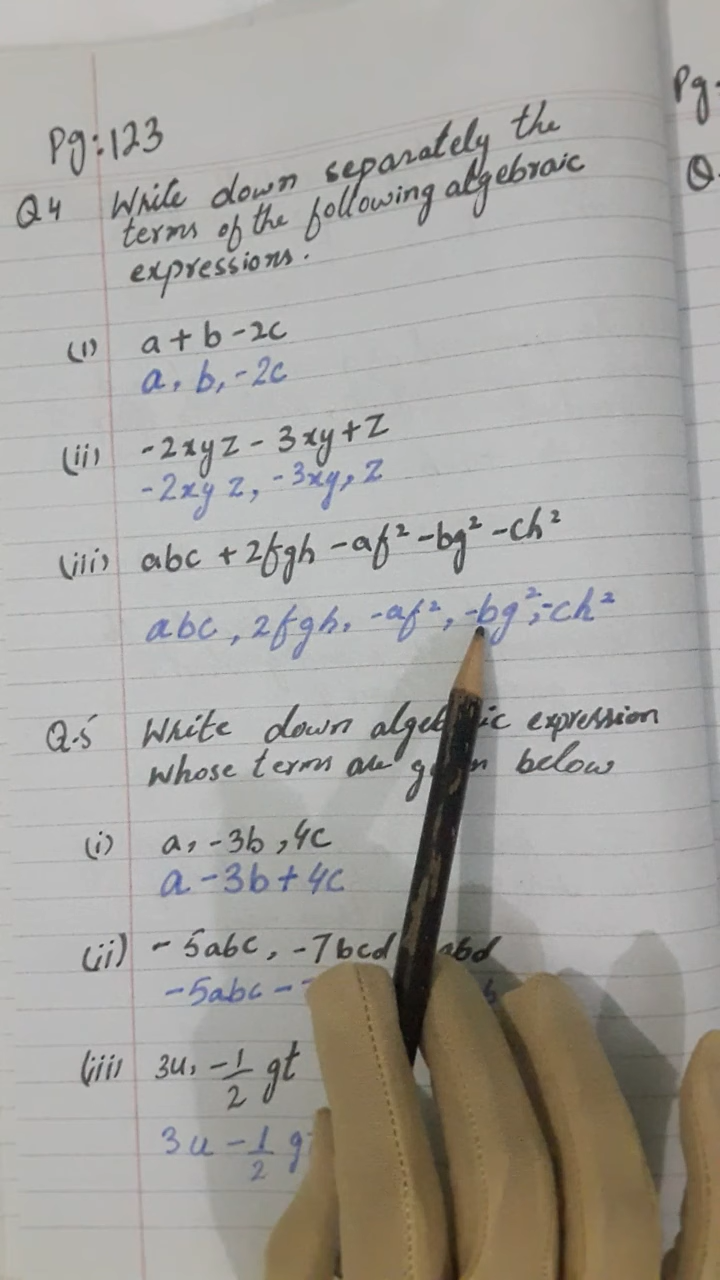 Pg:123
Q4 Write down separately the
terms of the following algebraic
expressions.
(i) a + b - 2c
a, b, -2c
(ii) -2xyz - 3xy + z
-2xyz, -3xy, z
(iii) abc + 2fgh - af² - bg² - ch²
abc, 2fgh, -af², -bg², -ch²
Q.5 Write down expression
whose terms are below
(i) a, -3b, 4c
a - 3b + 4c
(ii) -5abc, -7bcd
-5abc -
(iii) 3u, -1/2 gt
3u - 1/2 g
Pg
Q